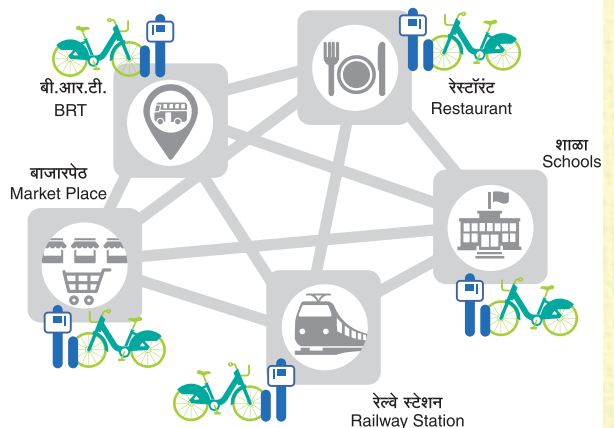 बी.आर.टी.
BRT
रेस्टॉरंट
Restaurant
शाळा
Schools
बाजारपेठ
Market Place
रेल्वे स्टेशन
Railway Station